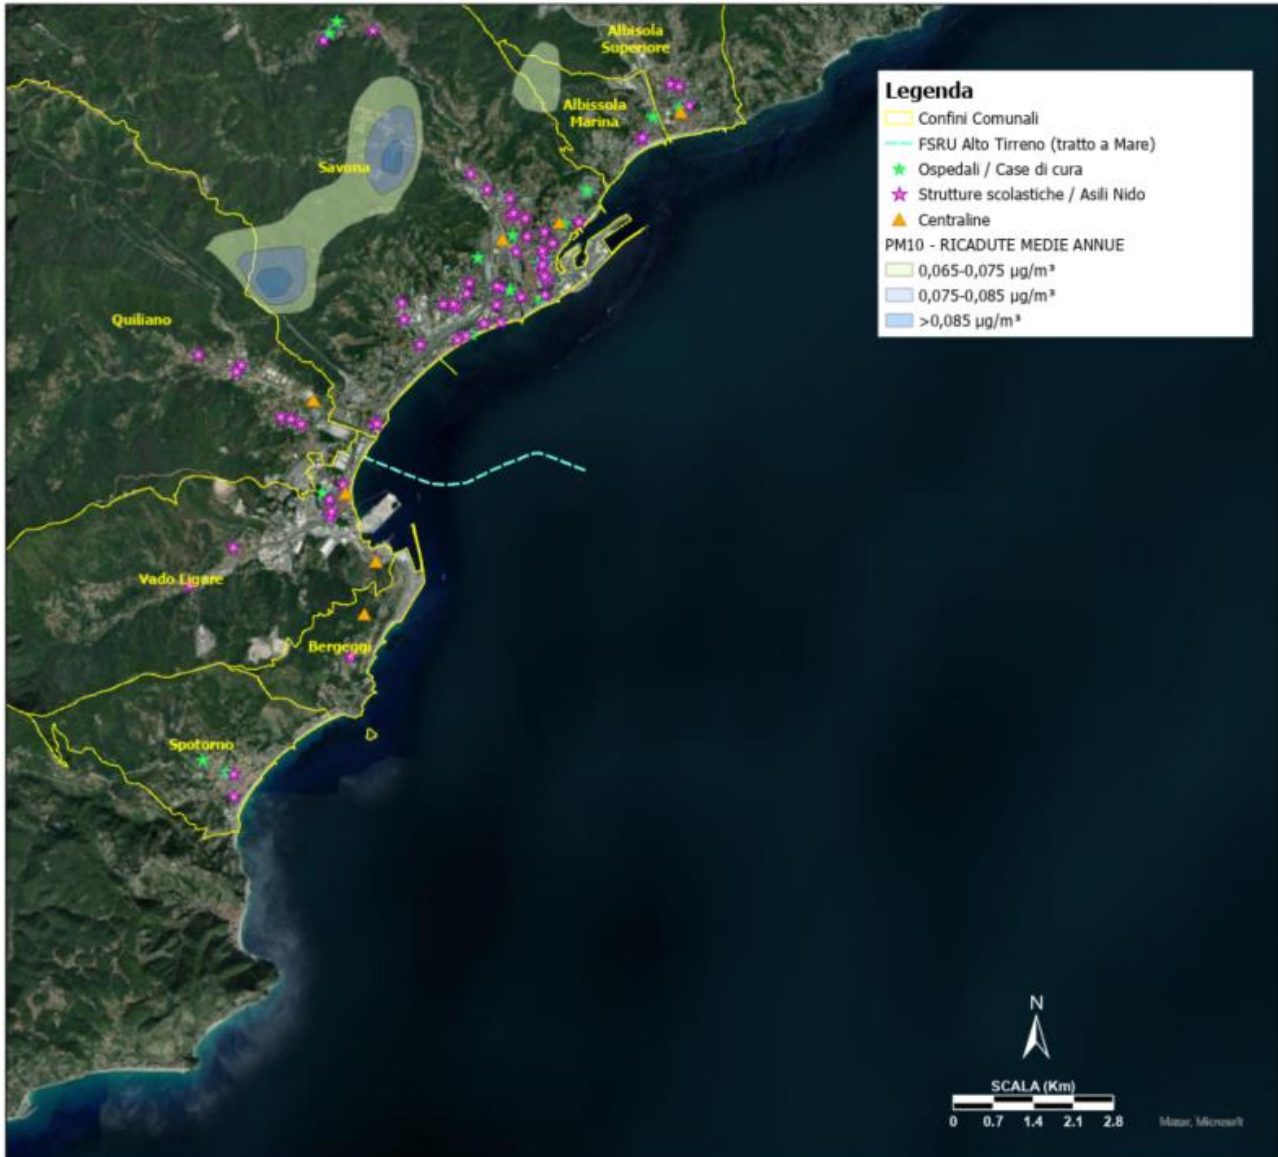 Albisola
Superiore
Albissola
Marina
Savona
Quiliano
Vado Ligure
Bergeggi
Spotorno
Legenda
Confini Comunali
FSRU Alto Tirreno (tratto a Mare)
Ospedali / Case di cura
Strutture scolastiche / Asili Nido
Centraline
PM10 - RICADUTE MEDIE ANNUE
0,065-0,075 µg/m³
0,075-0,085 µg/m³
>0,085 µg/m³
N
SCALA (Km)
0 0.7 1.4 2.1 2.8
Maxar, Microsoft